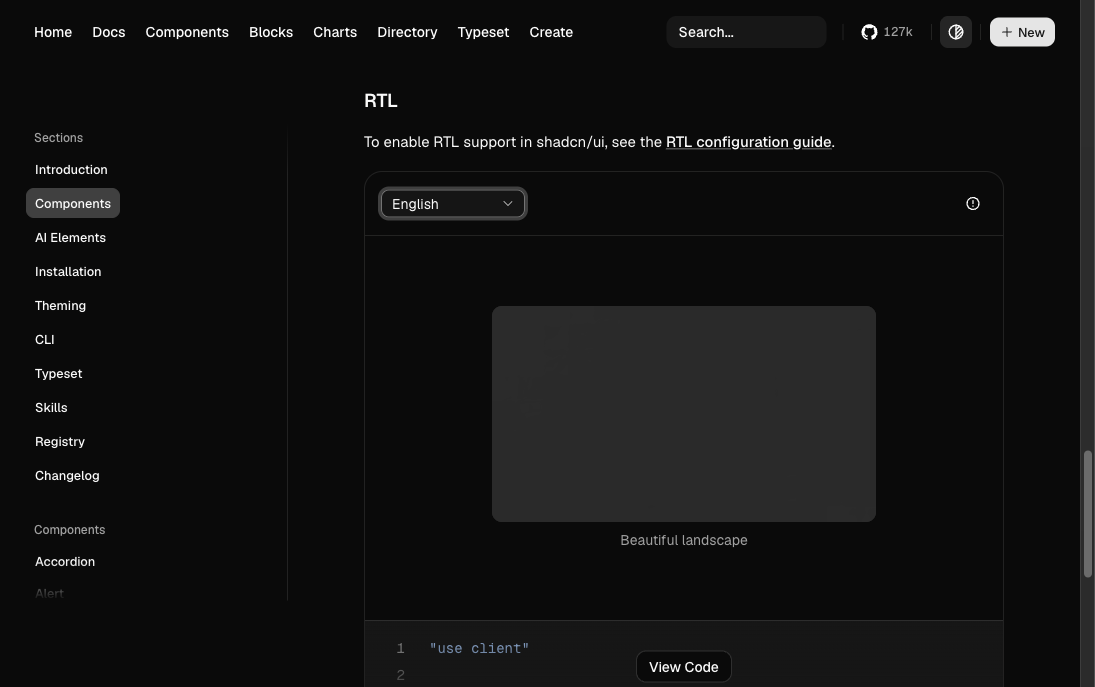 Home Docs Components Blocks Charts Directory Typeset Create Search... 127k New
Sections
Introduction
Components
AI Elements
Installation
Theming
CLI
Typeset
Skills
Registry
Changelog
Components
Accordion
Alert
RTL
To enable RTL support in shadcn/ui, see the RTL configuration guide.
English
Beautiful landscape
1 "use client"
2
View Code